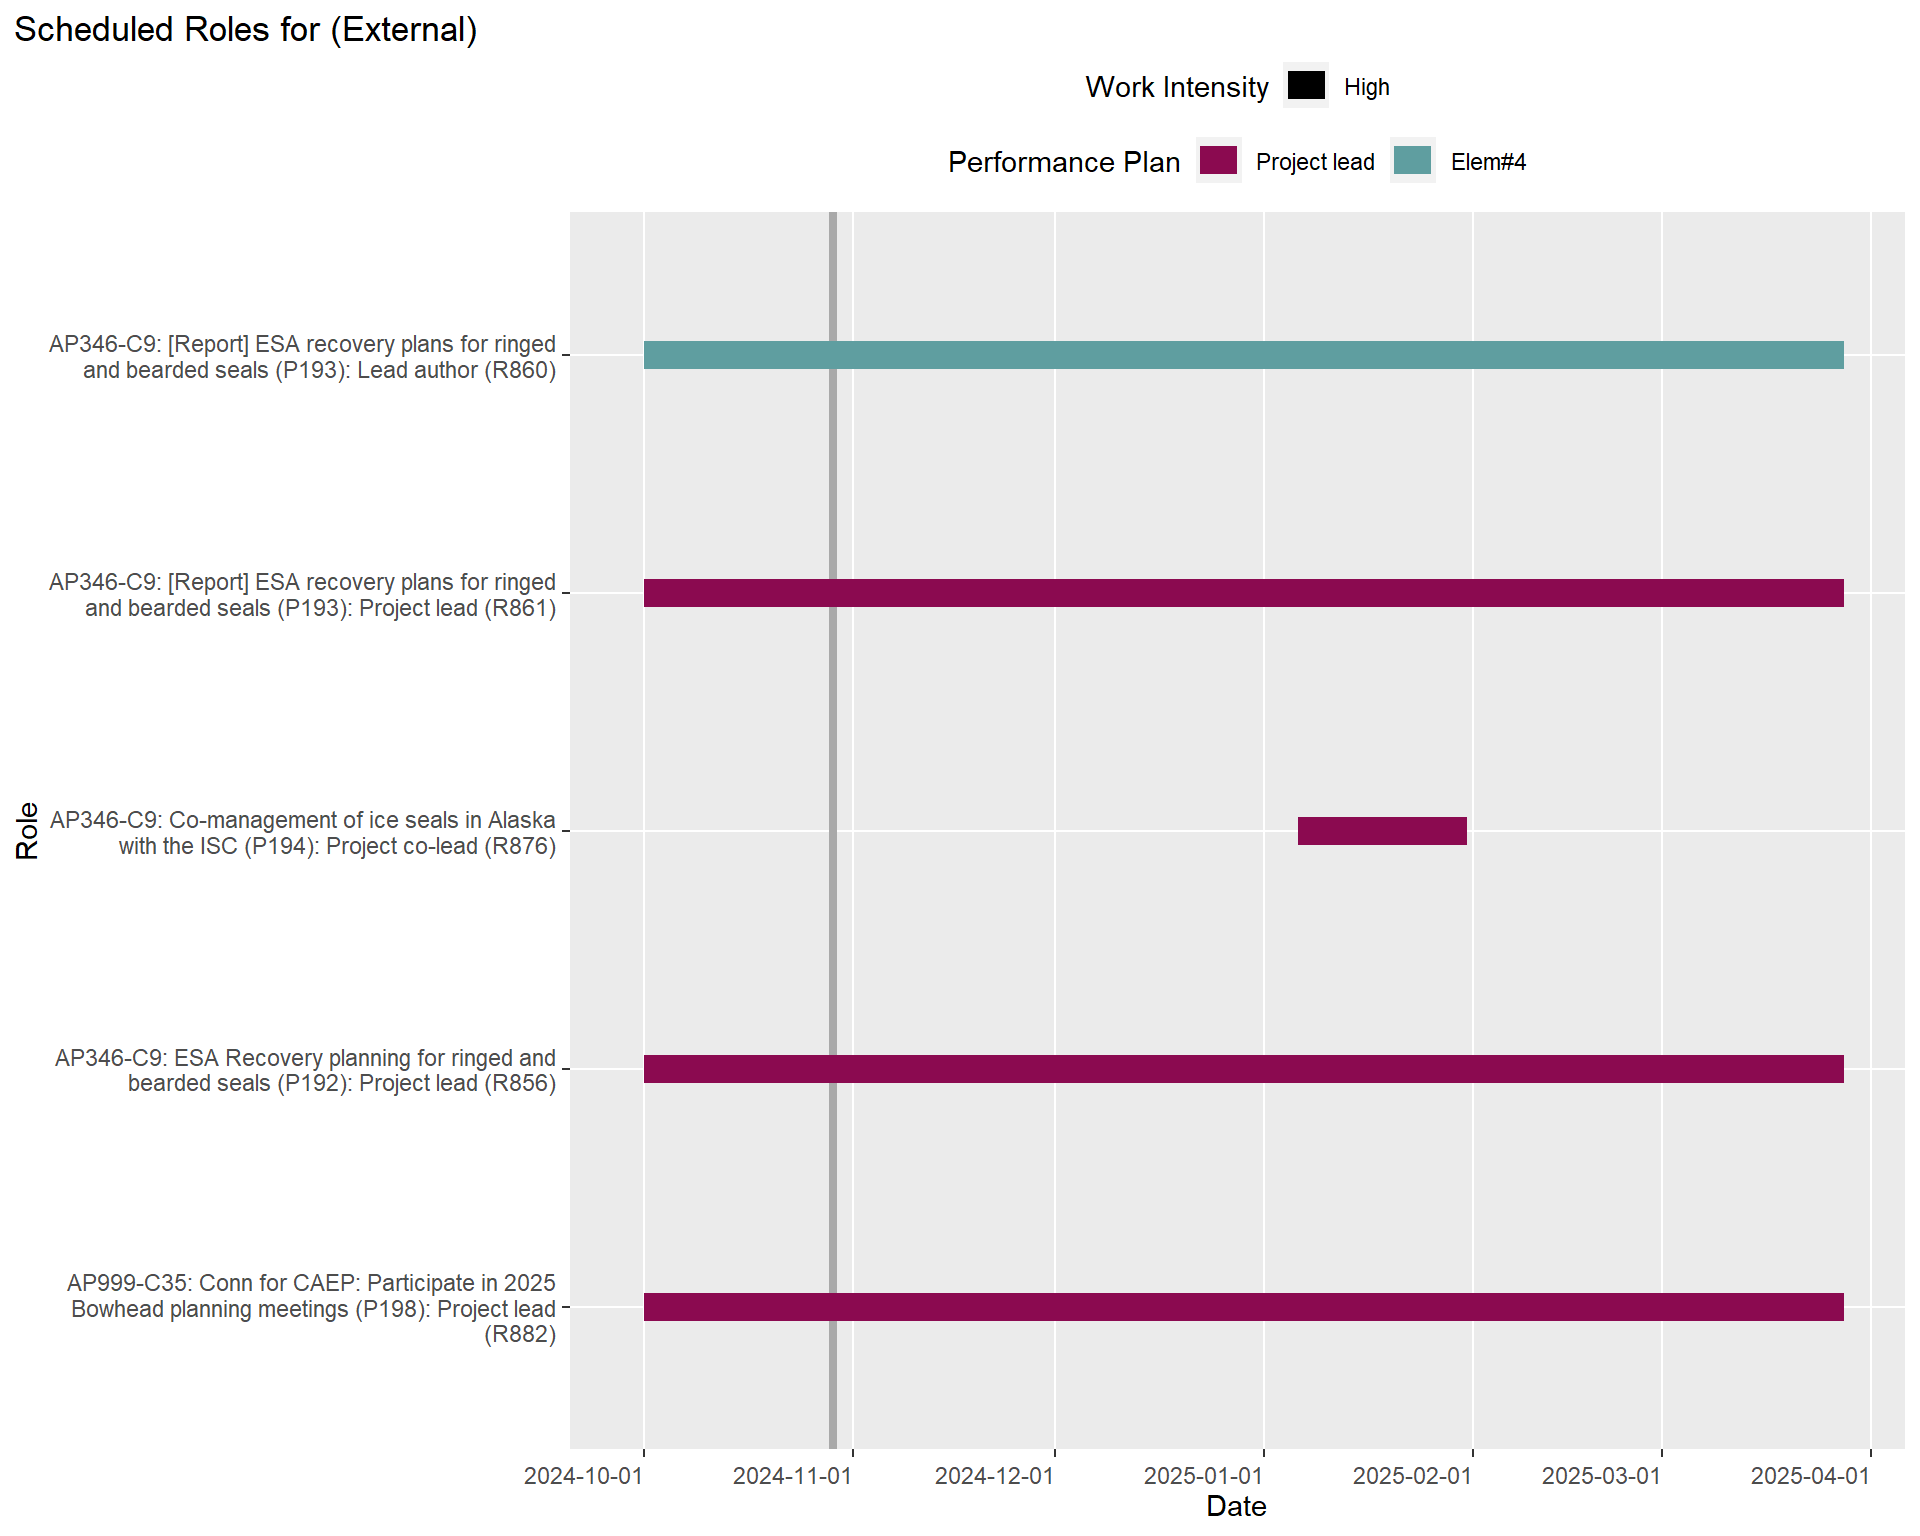 Scheduled Roles for (External)
Work Intensity High
Performance Plan Project lead Elem#4
AP346-C9: [Report] ESA recovery plans for ringed
and bearded seals (P193): Lead author (R860)
AP346-C9: [Report] ESA recovery plans for ringed
and bearded seals (P193): Project lead (R861)
Role
AP346-C9: Co-management of ice seals in Alaska
with the ISC (P194): Project co-lead (R876)
AP346-C9: ESA Recovery planning for ringed and
bearded seals (P192): Project lead (R856)
AP999-C35: Conn for CAEP: Participate in 2025
Bowhead planning meetings (P198): Project lead
(R882)
2024-10-01 2024-11-01 2024-12-01 2025-01-01 2025-02-01 2025-03-01 2025-04-01
Date